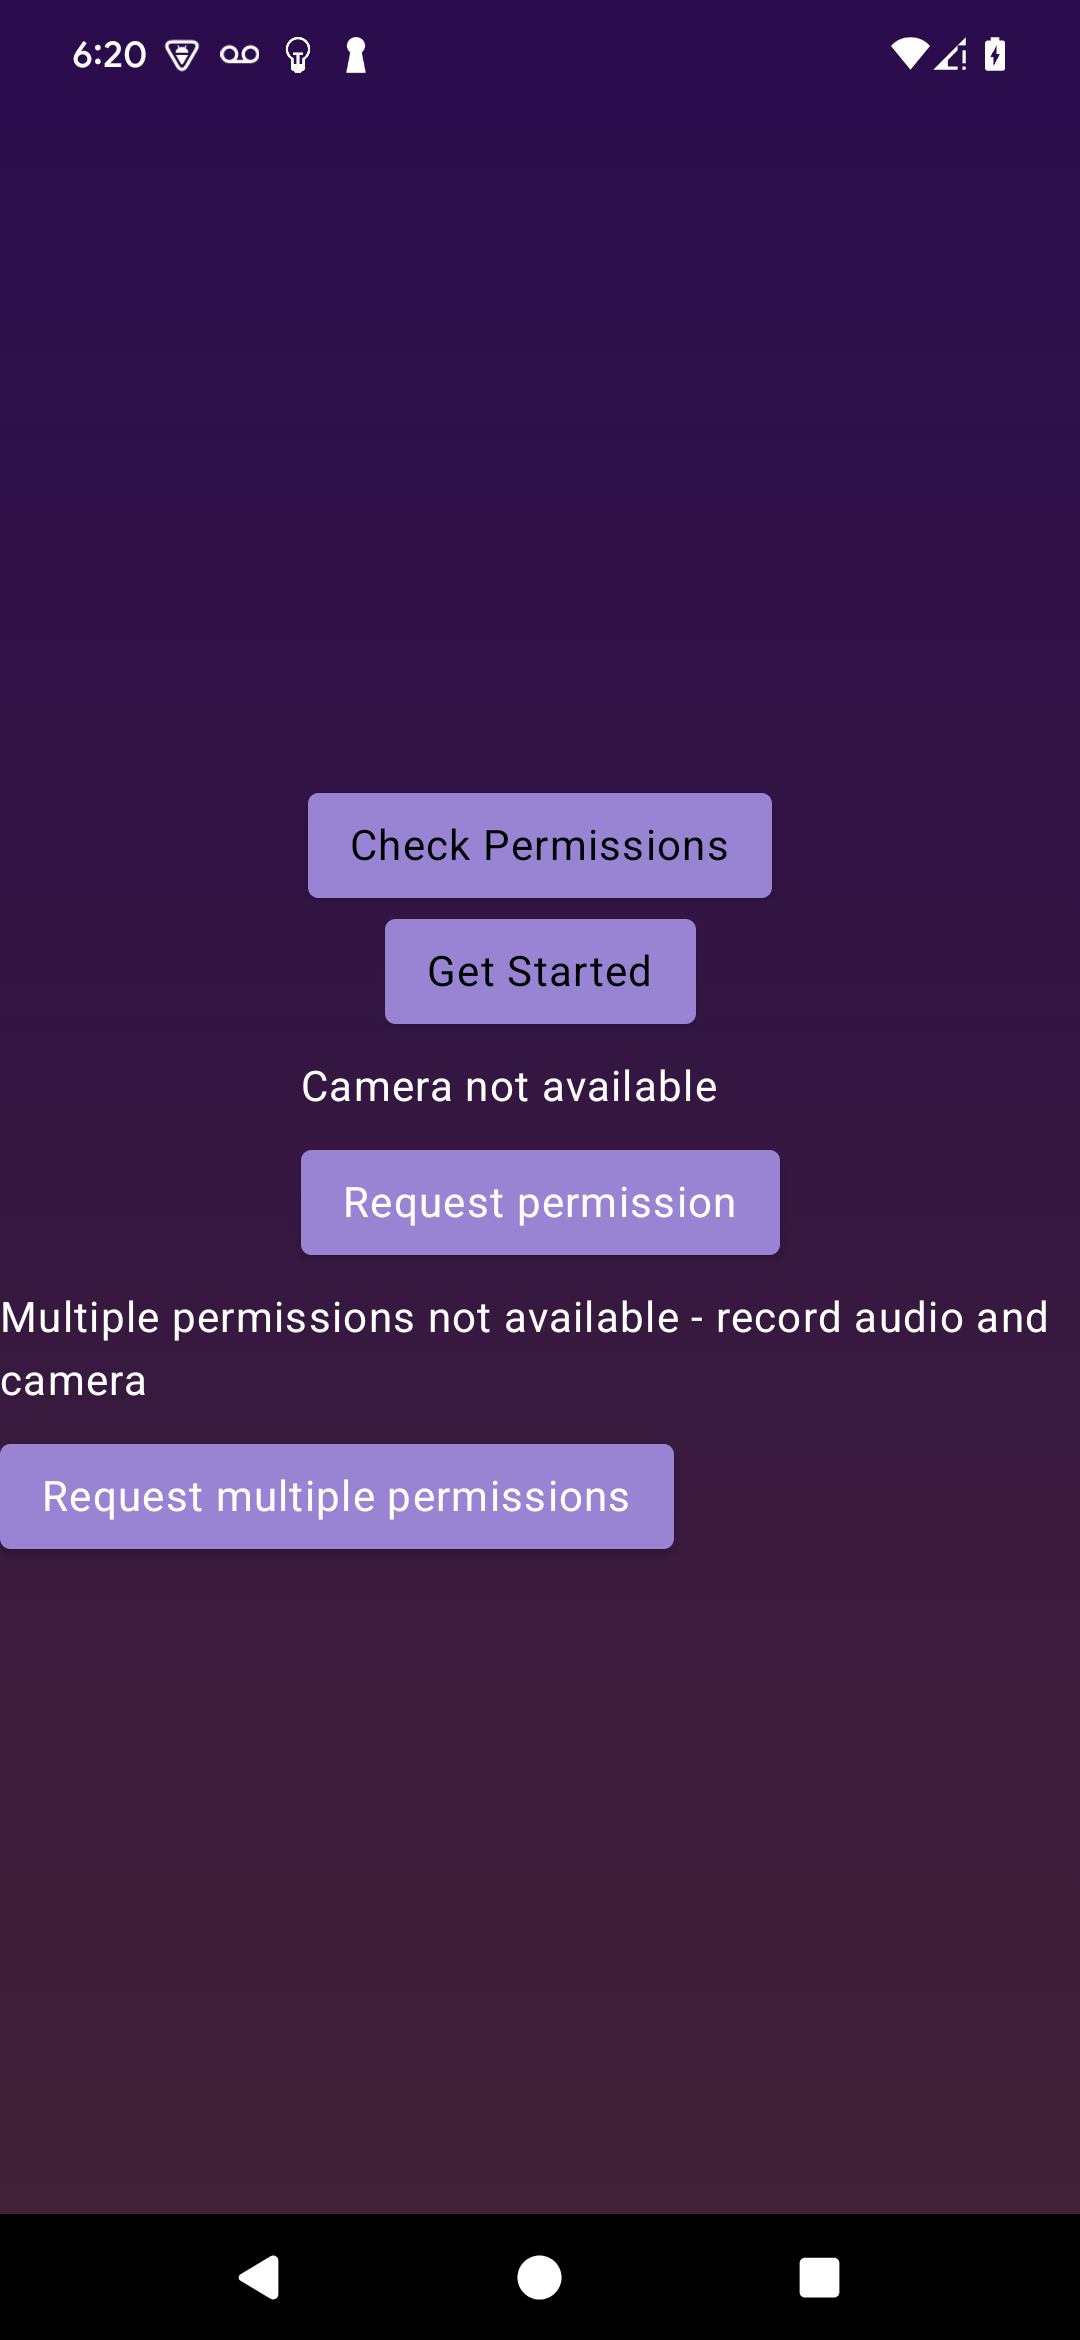 6:20
Check Permissions
Get Started
Camera not available
Request permission
Multiple permissions not available - record audio and
camera
Request multiple permissions